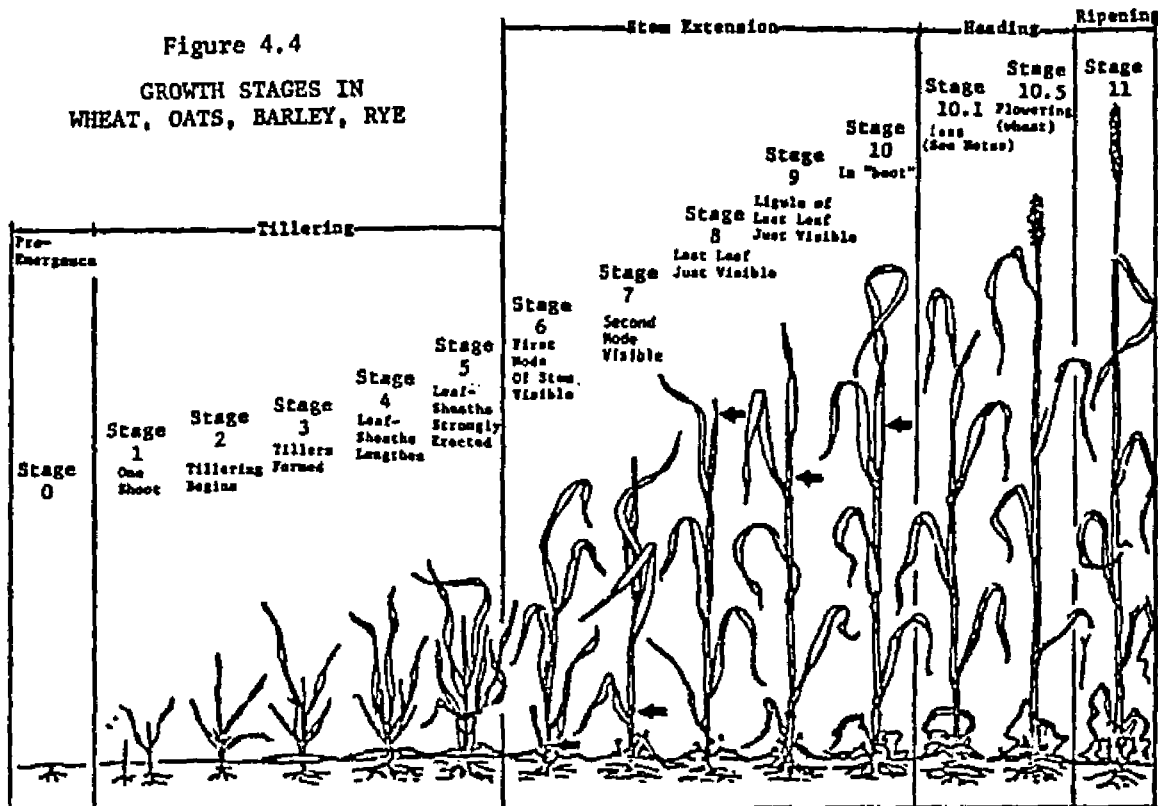 Figure 4.4
GROWTH STAGES IN
WHEAT, OATS, BARLEY, RYE
Pre-
Emergence
Tillering
Stem Extension
Heading
Ripening
Stage
0
Stage
1
One
Shoot
Stage
2
Tillering
Begins
Stage
3
Tillers
Formed
Stage
4
Leaf-
Sheaths
Lengthen
Stage
5
Leaf-
Sheaths
Strongly
Erected
Stage
6
First
Node
Of Stem
Visible
Stage
7
Second
Node
Visible
Stage
8
Last Leaf
Just Visible
Stage
9
Ligule of
Last Leaf
Just Visible
Stage
10
In "boot"
Stage
10.1
(See Notes)
Stage
10.5
Flowering
(wheat)
Stage
11